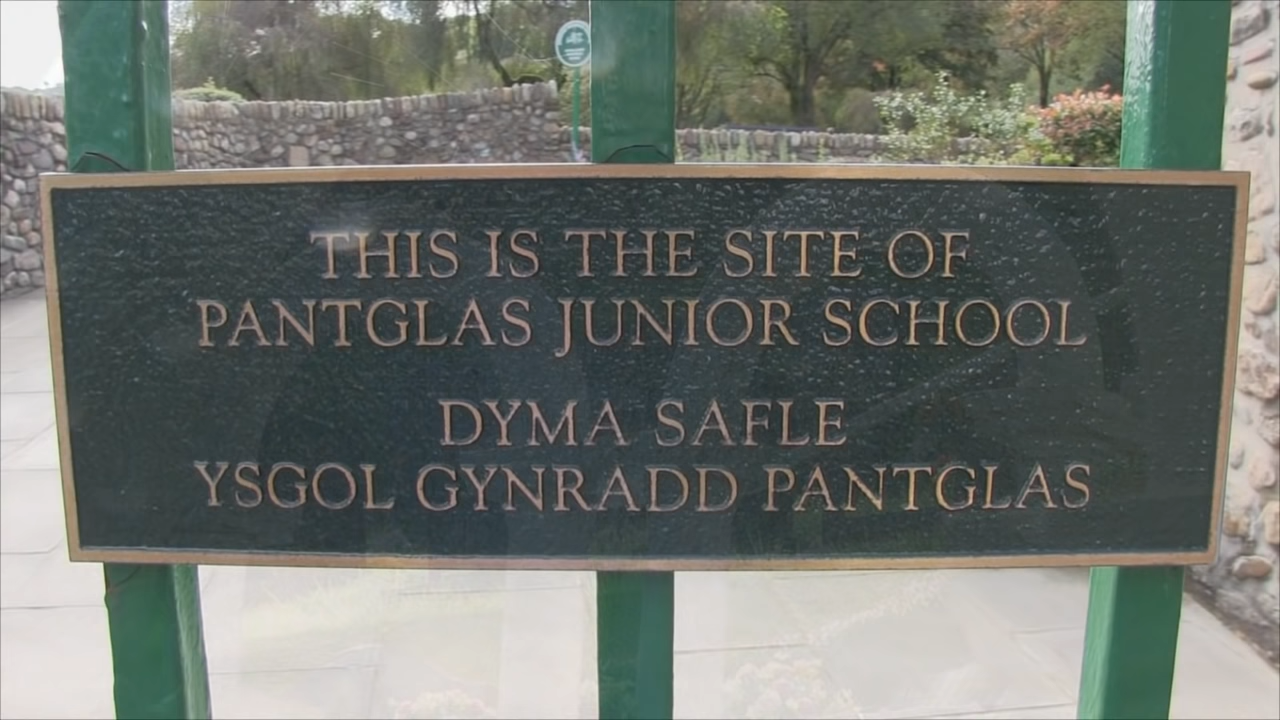 THIS IS THE SITE OF
PANTGLAS JUNIOR SCHOOL
DYMA SAFLE
YSGOL GYNRADD PANTGLAS